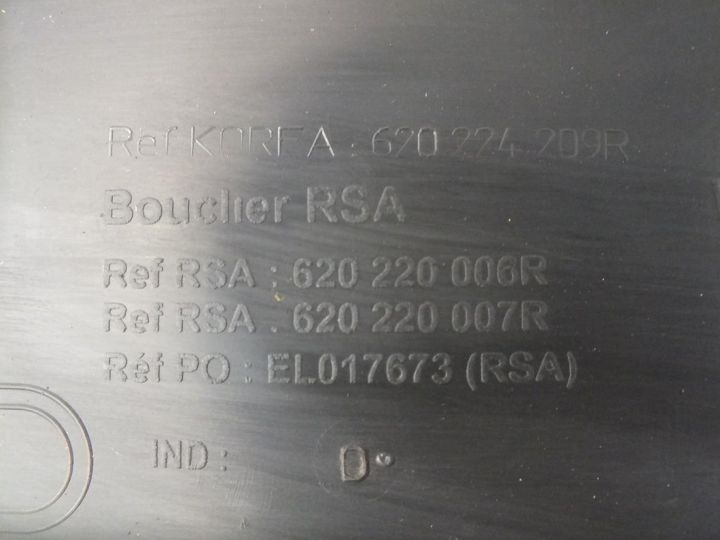 Ref KOREA : 620 224 209R
Bouclier RSA
Ref RSA : 620 220 006R
Ref RSA : 620 220 007R
Réf PO : EL017673 (RSA)
IND : D